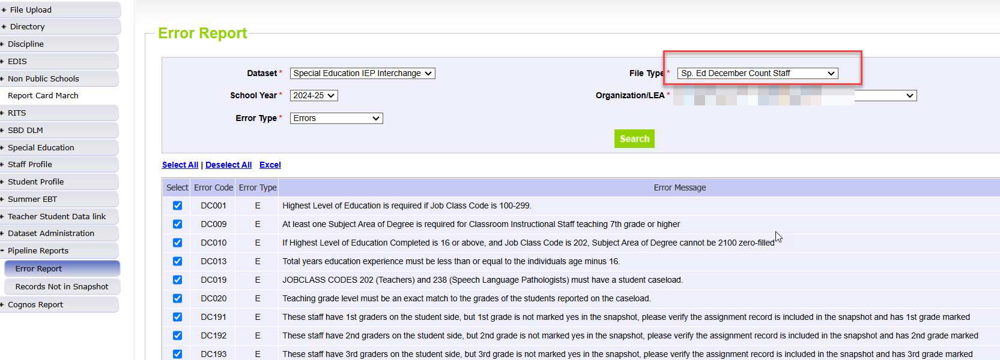 + File Upload
+ Directory
+ Discipline
+ EDIS
+ Non Public Schools
Report Card March
+ RITS
+ SBD DLM
+ Special Education
+ Staff Profile
+ Student Profile
+ Summer EBT
+ Teacher Student Data link
+ Dataset Administration
- Pipeline Reports
Error Report
Records Not in Snapshot
+ Cognos Report
Error Report
Dataset * Special Education IEP Interchange
File Type * Sp. Ed December Count Staff
School Year * 2024-25
Organization/LEA *
Error Type * Errors
Search
Select All | Deselect All Excel
Select Error Code Error Type Error Message
DC001 E Highest Level of Education is required if Job Class Code is 100-299.
DC009 E At least one Subject Area of Degree is required for Classroom Instructional Staff teaching 7th grade or higher
DC010 E If Highest Level of Education Completed is 16 or above, and Job Class Code is 202, Subject Area of Degree cannot be 2100 zero-filled
DC013 E Total years education experience must be less than or equal to the individuals age minus 16.
DC019 E JOBCLASS CODES 202 (Teachers) and 238 (Speech Language Pathologists) must have a student caseload.
DC020 E Teaching grade level must be an exact match to the grades of the students reported on the caseload.
DC191 E These staff have 1st graders on the student side, but 1st grade is not marked yes in the snapshot, please verify the assignment record is included in the snapshot and has 1st grade marked
DC192 E These staff have 2nd graders on the student side, but 2nd grade is not marked yes in the snapshot, please verify the assignment record is included in the snapshot and has 2nd grade marked
DC193 E These staff have 3rd graders on the student side, but 3rd grade is not marked yes in the snapshot, please verify the assignment record is included in the snapshot and has 3rd grade marked